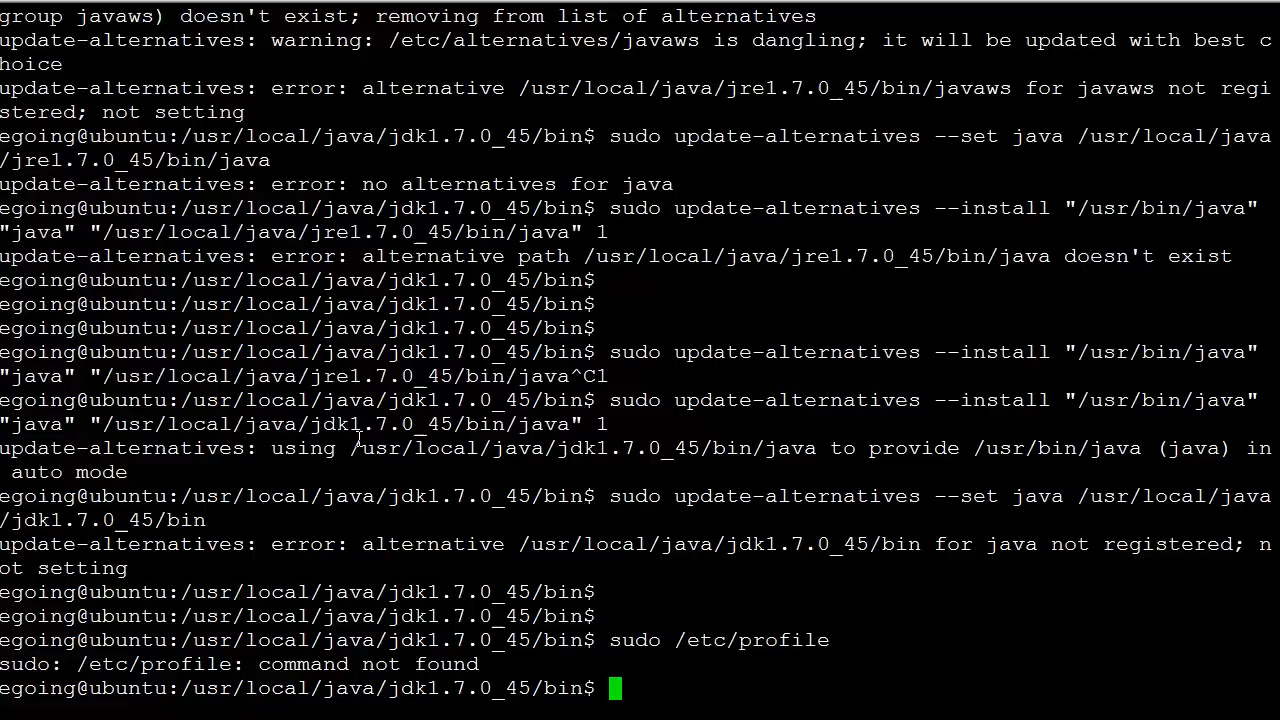 group javaws) doesn't exist; removing from list of alternatives
update-alternatives: warning: /etc/alternatives/javaws is dangling; it will be updated with best c
hoice
update-alternatives: error: alternative /usr/local/java/jre1.7.0_45/bin/javaws for javaws not regi
stered; not setting
egoing@ubuntu:/usr/local/java/jdk1.7.0_45/bin$ sudo update-alternatives --set java /usr/local/java
/jre1.7.0_45/bin/java
update-alternatives: error: no alternatives for java
egoing@ubuntu:/usr/local/java/jdk1.7.0_45/bin$ sudo update-alternatives --install "/usr/bin/java"
"java" "/usr/local/java/jre1.7.0_45/bin/java" 1
update-alternatives: error: alternative path /usr/local/java/jre1.7.0_45/bin/java doesn't exist
egoing@ubuntu:/usr/local/java/jdk1.7.0_45/bin$
egoing@ubuntu:/usr/local/java/jdk1.7.0_45/bin$
egoing@ubuntu:/usr/local/java/jdk1.7.0_45/bin$
egoing@ubuntu:/usr/local/java/jdk1.7.0_45/bin$ sudo update-alternatives --install "/usr/bin/java"
"java" "/usr/local/java/jre1.7.0_45/bin/java^C1
egoing@ubuntu:/usr/local/java/jdk1.7.0_45/bin$ sudo update-alternatives --install "/usr/bin/java"
"java" "/usr/local/java/jdk1.7.0_45/bin/java" 1
update-alternatives: using /usr/local/java/jdk1.7.0_45/bin/java to provide /usr/bin/java (java) in
 auto mode
egoing@ubuntu:/usr/local/java/jdk1.7.0_45/bin$ sudo update-alternatives --set java /usr/local/java
/jdk1.7.0_45/bin
update-alternatives: error: alternative /usr/local/java/jdk1.7.0_45/bin for java not registered; n
ot setting
egoing@ubuntu:/usr/local/java/jdk1.7.0_45/bin$
egoing@ubuntu:/usr/local/java/jdk1.7.0_45/bin$
egoing@ubuntu:/usr/local/java/jdk1.7.0_45/bin$ sudo /etc/profile
sudo: /etc/profile: command not found
egoing@ubuntu:/usr/local/java/jdk1.7.0_45/bin$